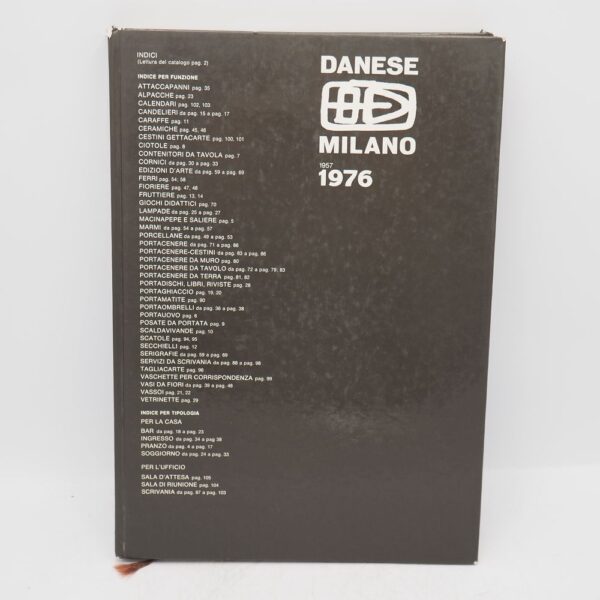 INDICI
(Lettura del catalogo pag. 2)
INDICE PER FUNZIONE
ATTACCAPANNI pag. 35
ALPACCHE pag. 23
CALENDARI pag. 102, 103
CANDELIERI da pag. 15 a pag. 17
CARAFFE pag. 11
CERAMICHE pag. 45, 46
CESTINI GETTACARTE pag. 100, 101
CIOTOLE pag. 8
CONTENITORI DA TAVOLA pag. 7
CORNICI da pag. 30 a pag. 33
EDIZIONI D'ARTE da pag. 59 a pag. 69
FERRI pag. 54, 58
FIORIERE pag. 47, 48
FRUTTIERE pag. 13, 14
GIOCHI DIDATTICI pag. 70
LAMPADE da pag. 25 a pag. 27
MACINAPEPE E SALIERE pag. 5
MARMI da pag. 54 a pag. 57
PORCELLANE da pag. 49 a pag. 53
PORTACENERE da pag. 71 a pag. 86
PORTACENERE-CESTINI da pag. 83 a pag. 86
PORTACENERE DA MURO pag. 80
PORTACENERE DA TAVOLO da pag. 72 a pag. 79; 83
PORTACENERE DA TERRA pag. 81, 82
PORTADISCHI, LIBRI, RIVISTE pag. 28
PORTAGHIACCIO pag. 19, 20
PORTAMATITE pag. 90
PORTAOMBRELLI da pag. 36 a pag. 38
PORTAUOVO pag. 6
POSATE DA PORTATA pag. 9
SCALDAVIVANDE pag. 10
SCATOLE pag. 94, 95
SECCHIELLI pag. 12
SERIGRAFIE da pag. 59 a pag. 69
SERVIZI DA SCRIVANIA da pag. 88 a pag. 98
TAGLIACARTE pag. 96
VASCHETTE PER CORRISPONDENZA pag. 99
VASI DA FIORI da pag. 39 a pag. 46
VASSOI pag. 21, 22
VETRINETTE pag. 29
INDICE PER TIPOLOGIA
PER LA CASA
BAR da pag. 18 a pag. 23
INGRESSO da pag. 34 a pag. 38
PRANZO da pag. 4 a pag. 17
SOGGIORNO da pag. 24 a pag. 33
PER L'UFFICIO
SALA D'ATTESA pag. 105
SALA DI RIUNIONE pag. 104
SCRIVANIA da pag. 87 a pag. 103
DANESE
MILANO
1957
1976